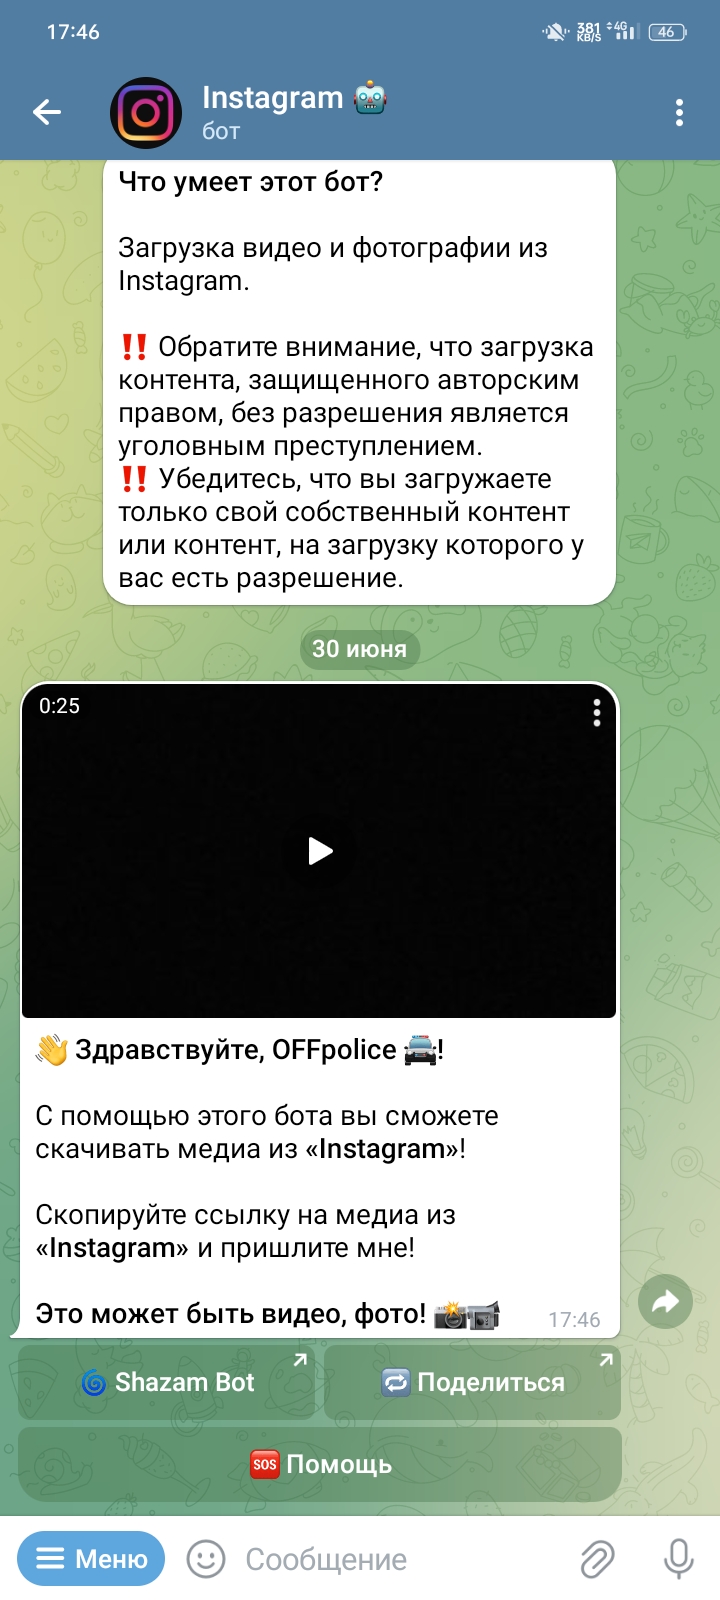 17:46
381 KB/S
4G
46
Instagram 🤖
бот
Что умеет этот бот?
Загрузка видео и фотографии из
Instagram.
‼️ Обратите внимание, что загрузка
контента, защищенного авторским
правом, без разрешения является
уголовным преступлением.
‼️ Убедитесь, что вы загружаете
только свой собственный контент
или контент, на загрузку которого у
вас есть разрешение.
30 июня
0:25
👋 Здравствуйте, OFFpolice 🚔!
С помощью этого бота вы сможете
скачивать медиа из «Instagram»!
Скопируйте ссылку на медиа из
«Instagram» и пришлите мне!
Это может быть видео, фото! 📸📹
17:46
🌀 Shazam Bot
🔁 Поделиться
🆘 Помощь
Меню
Сообщение